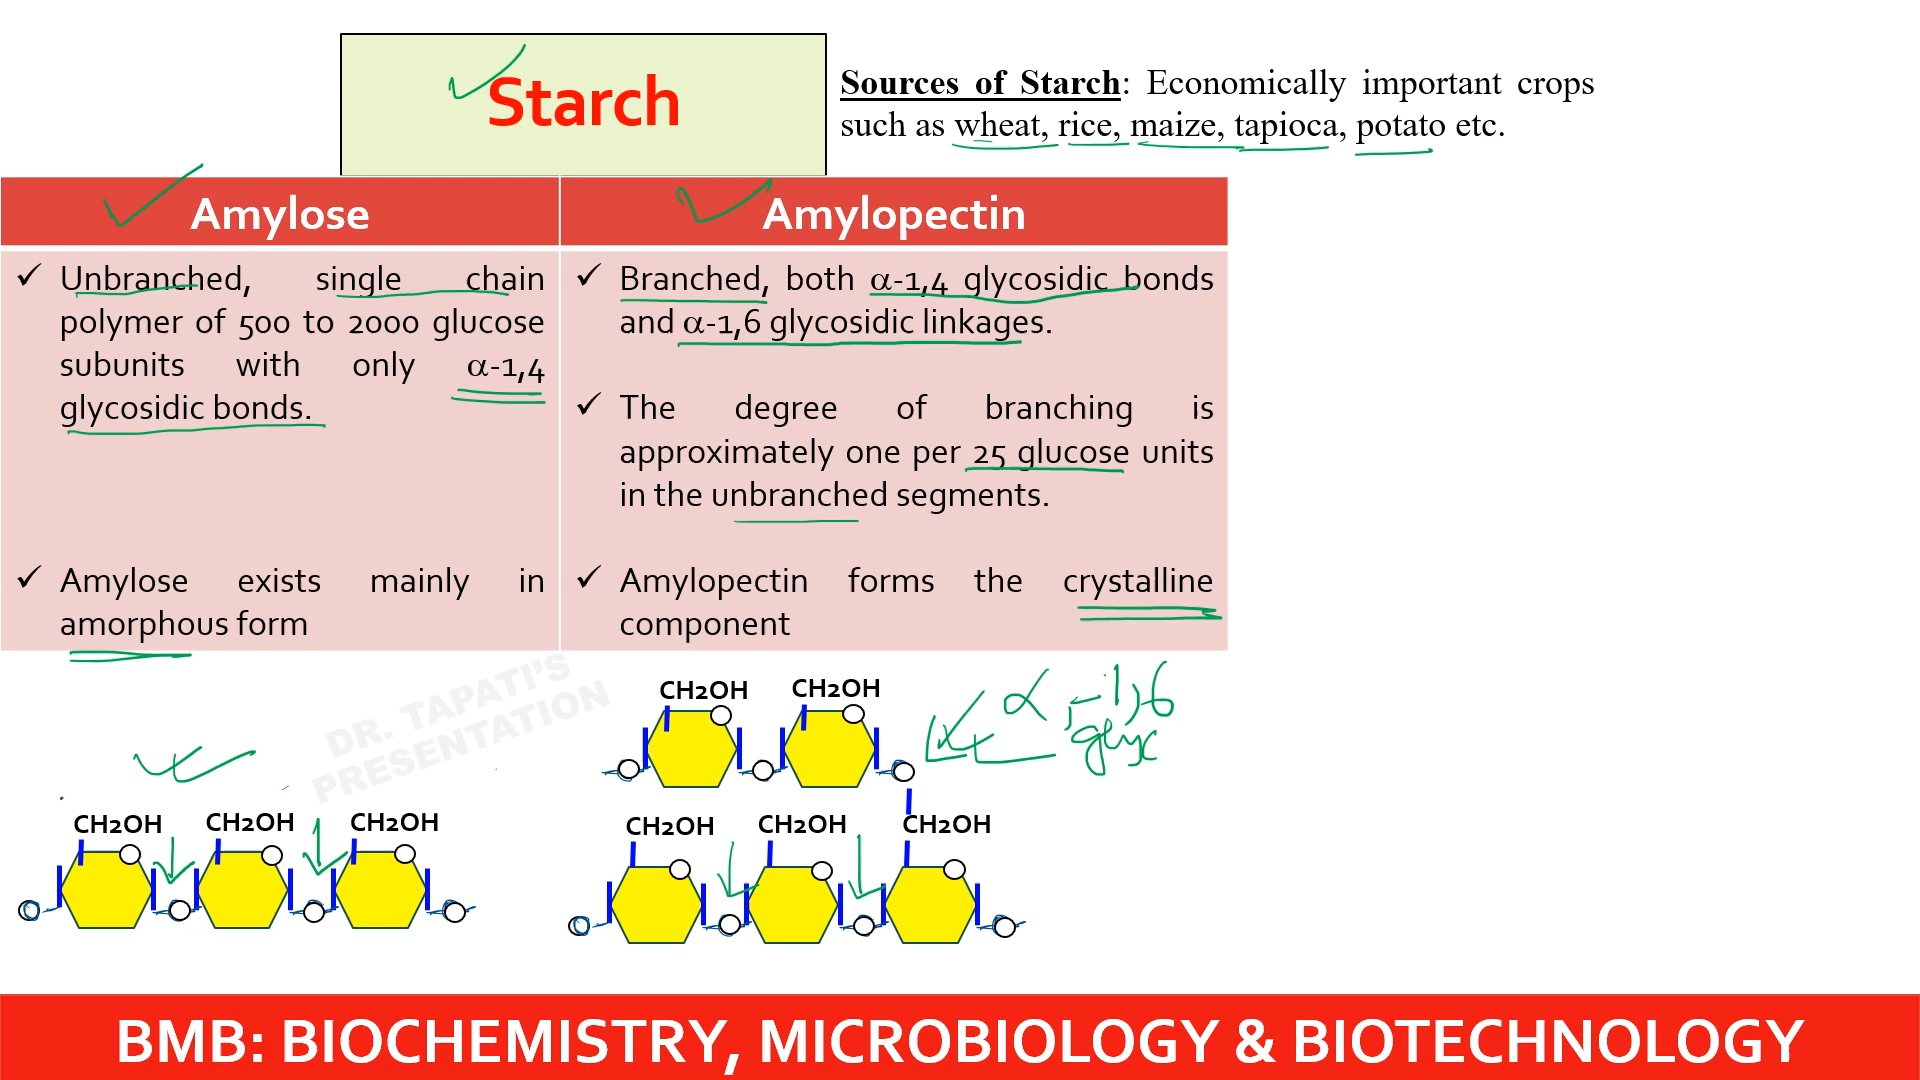 Starch
Sources of Starch: Economically important crops
such as wheat, rice, maize, tapioca, potato etc.
Amylose
Amylopectin
✓ Unbranched, single chain
polymer of 500 to 2000 glucose
subunits with only α-1,4
glycosidic bonds.
✓ Amylose exists mainly in
amorphous form
✓ Branched, both α-1,4 glycosidic bonds
and α-1,6 glycosidic linkages.
✓ The degree of branching is
approximately one per 25 glucose units
in the unbranched segments.
✓ Amylopectin forms the crystalline
component
DR. TAPATI'S
PRESENTATION
CH2OH CH2OH
α-1,6
glyc
CH2OH CH2OH CH2OH
CH2OH CH2OH CH2OH
BMB: BIOCHEMISTRY, MICROBIOLOGY & BIOTECHNOLOGY